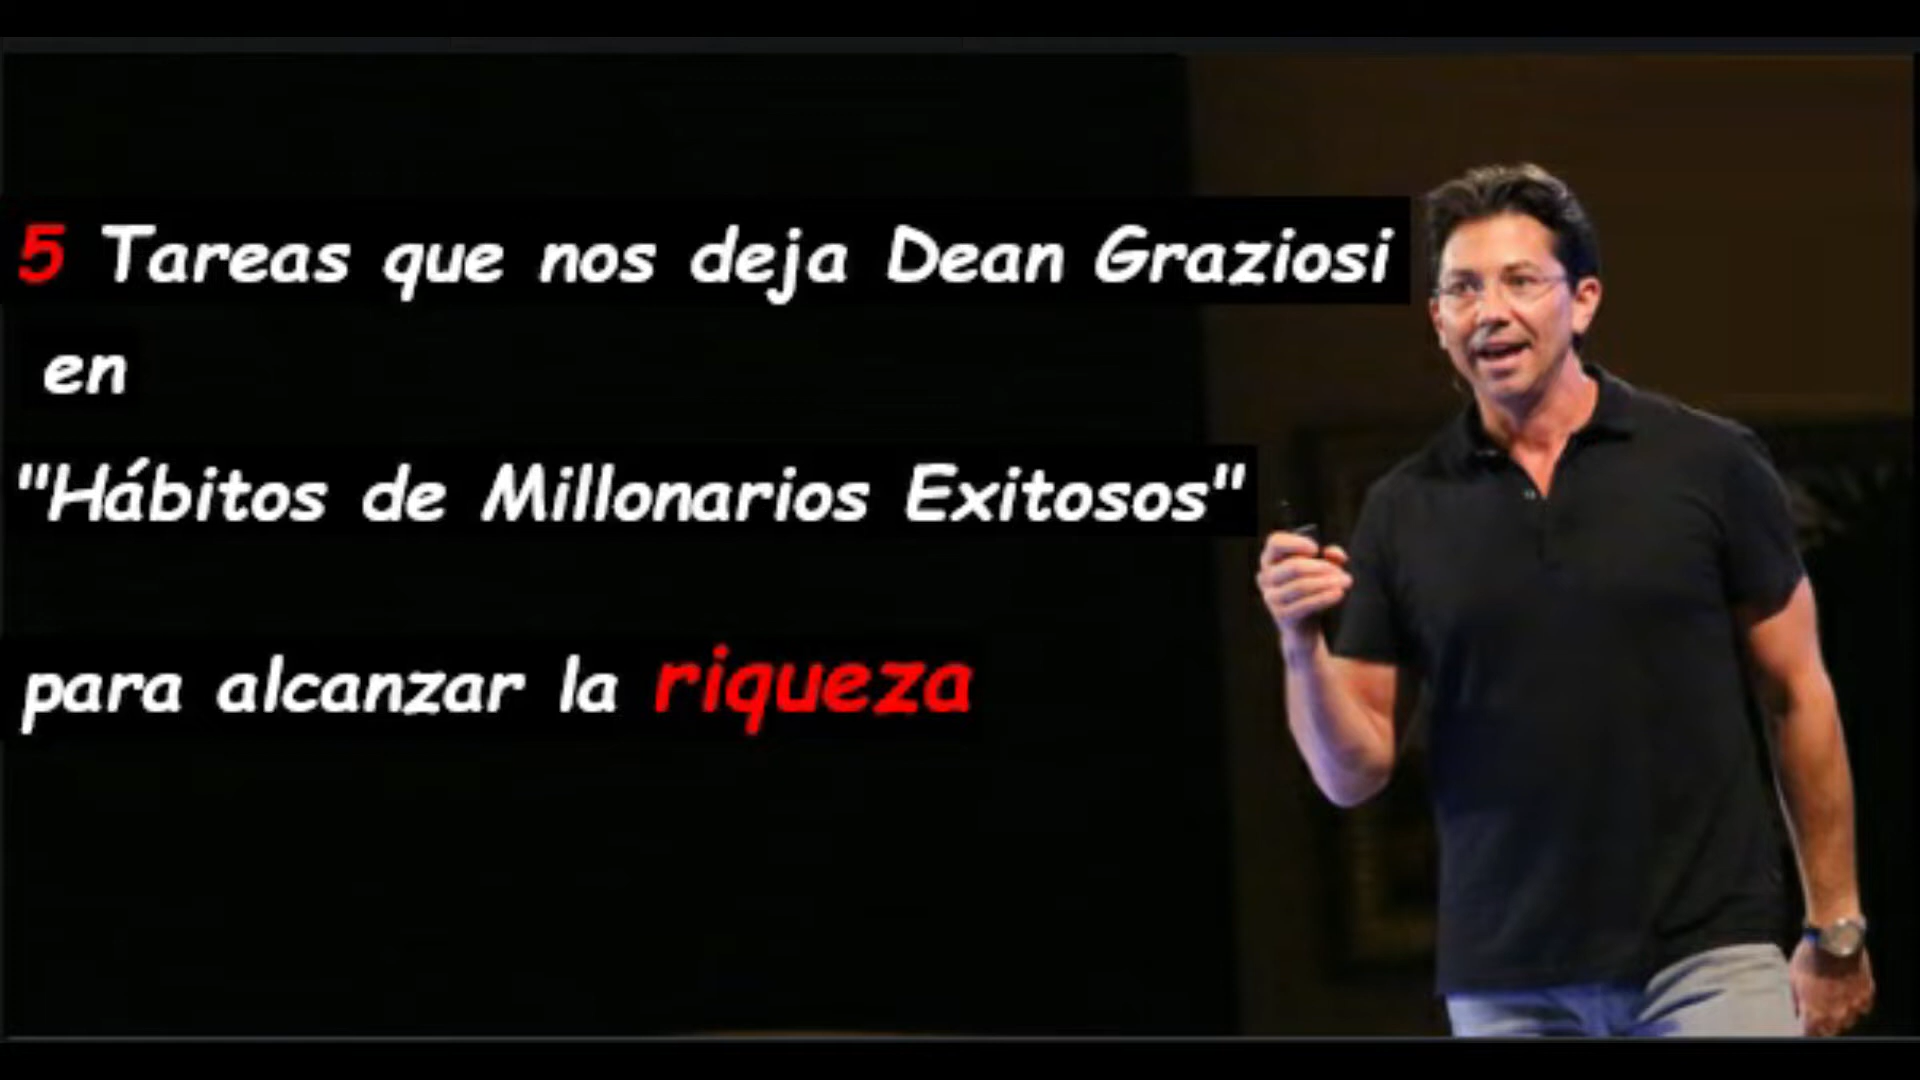 5 Tareas que nos deja Dean Graziosi
en
"Hábitos de Millonarios Exitosos"
para alcanzar la riqueza